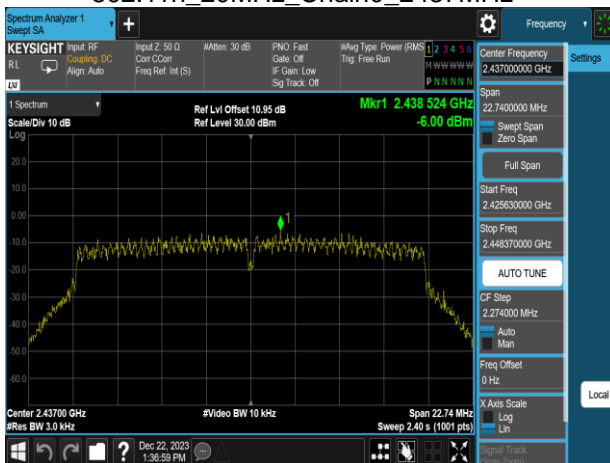 Spectrum Analyzer 1
Swept SA
Frequency
KEYSIGHT
RL
LXI
Input: RF
Coupling: DC
Align: Auto
Input Z: 50 Ω
Corr CCorr
Freq Ref: Int (S)
#Atten: 30 dB
PNO: Fast
Gate: Off
IF Gain: Low
Sig Track: Off
#Avg Type: Power (RMS
Trig: Free Run
1 2 3 4 5 6
M W W W W W
P N N N N N
1 Spectrum
Scale/Div 10 dB
Log
Ref Lvl Offset 10.95 dB
Ref Level 30.00 dBm
Mkr1 2.438 524 GHz
-6.00 dBm
20.0
10.0
0.00
-10.0
-20.0
-30.0
-40.0
-50.0
-60.0
1
Center 2.43700 GHz
#Res BW 3.0 kHz
#Video BW 10 kHz
Span 22.74 MHz
Sweep 2.40 s (1001 pts)
Dec 22, 2023
1:36:59 PM
Center Frequency
2.437000000 GHz
Span
22.7400000 MHz
Swept Span
Zero Span
Full Span
Start Freq
2.425630000 GHz
Stop Freq
2.448370000 GHz
AUTO TUNE
CF Step
2.274000 MHz
Auto
Man
Freq Offset
0 Hz
X Axis Scale
Log
Lin
Signal Track
Settings
Local